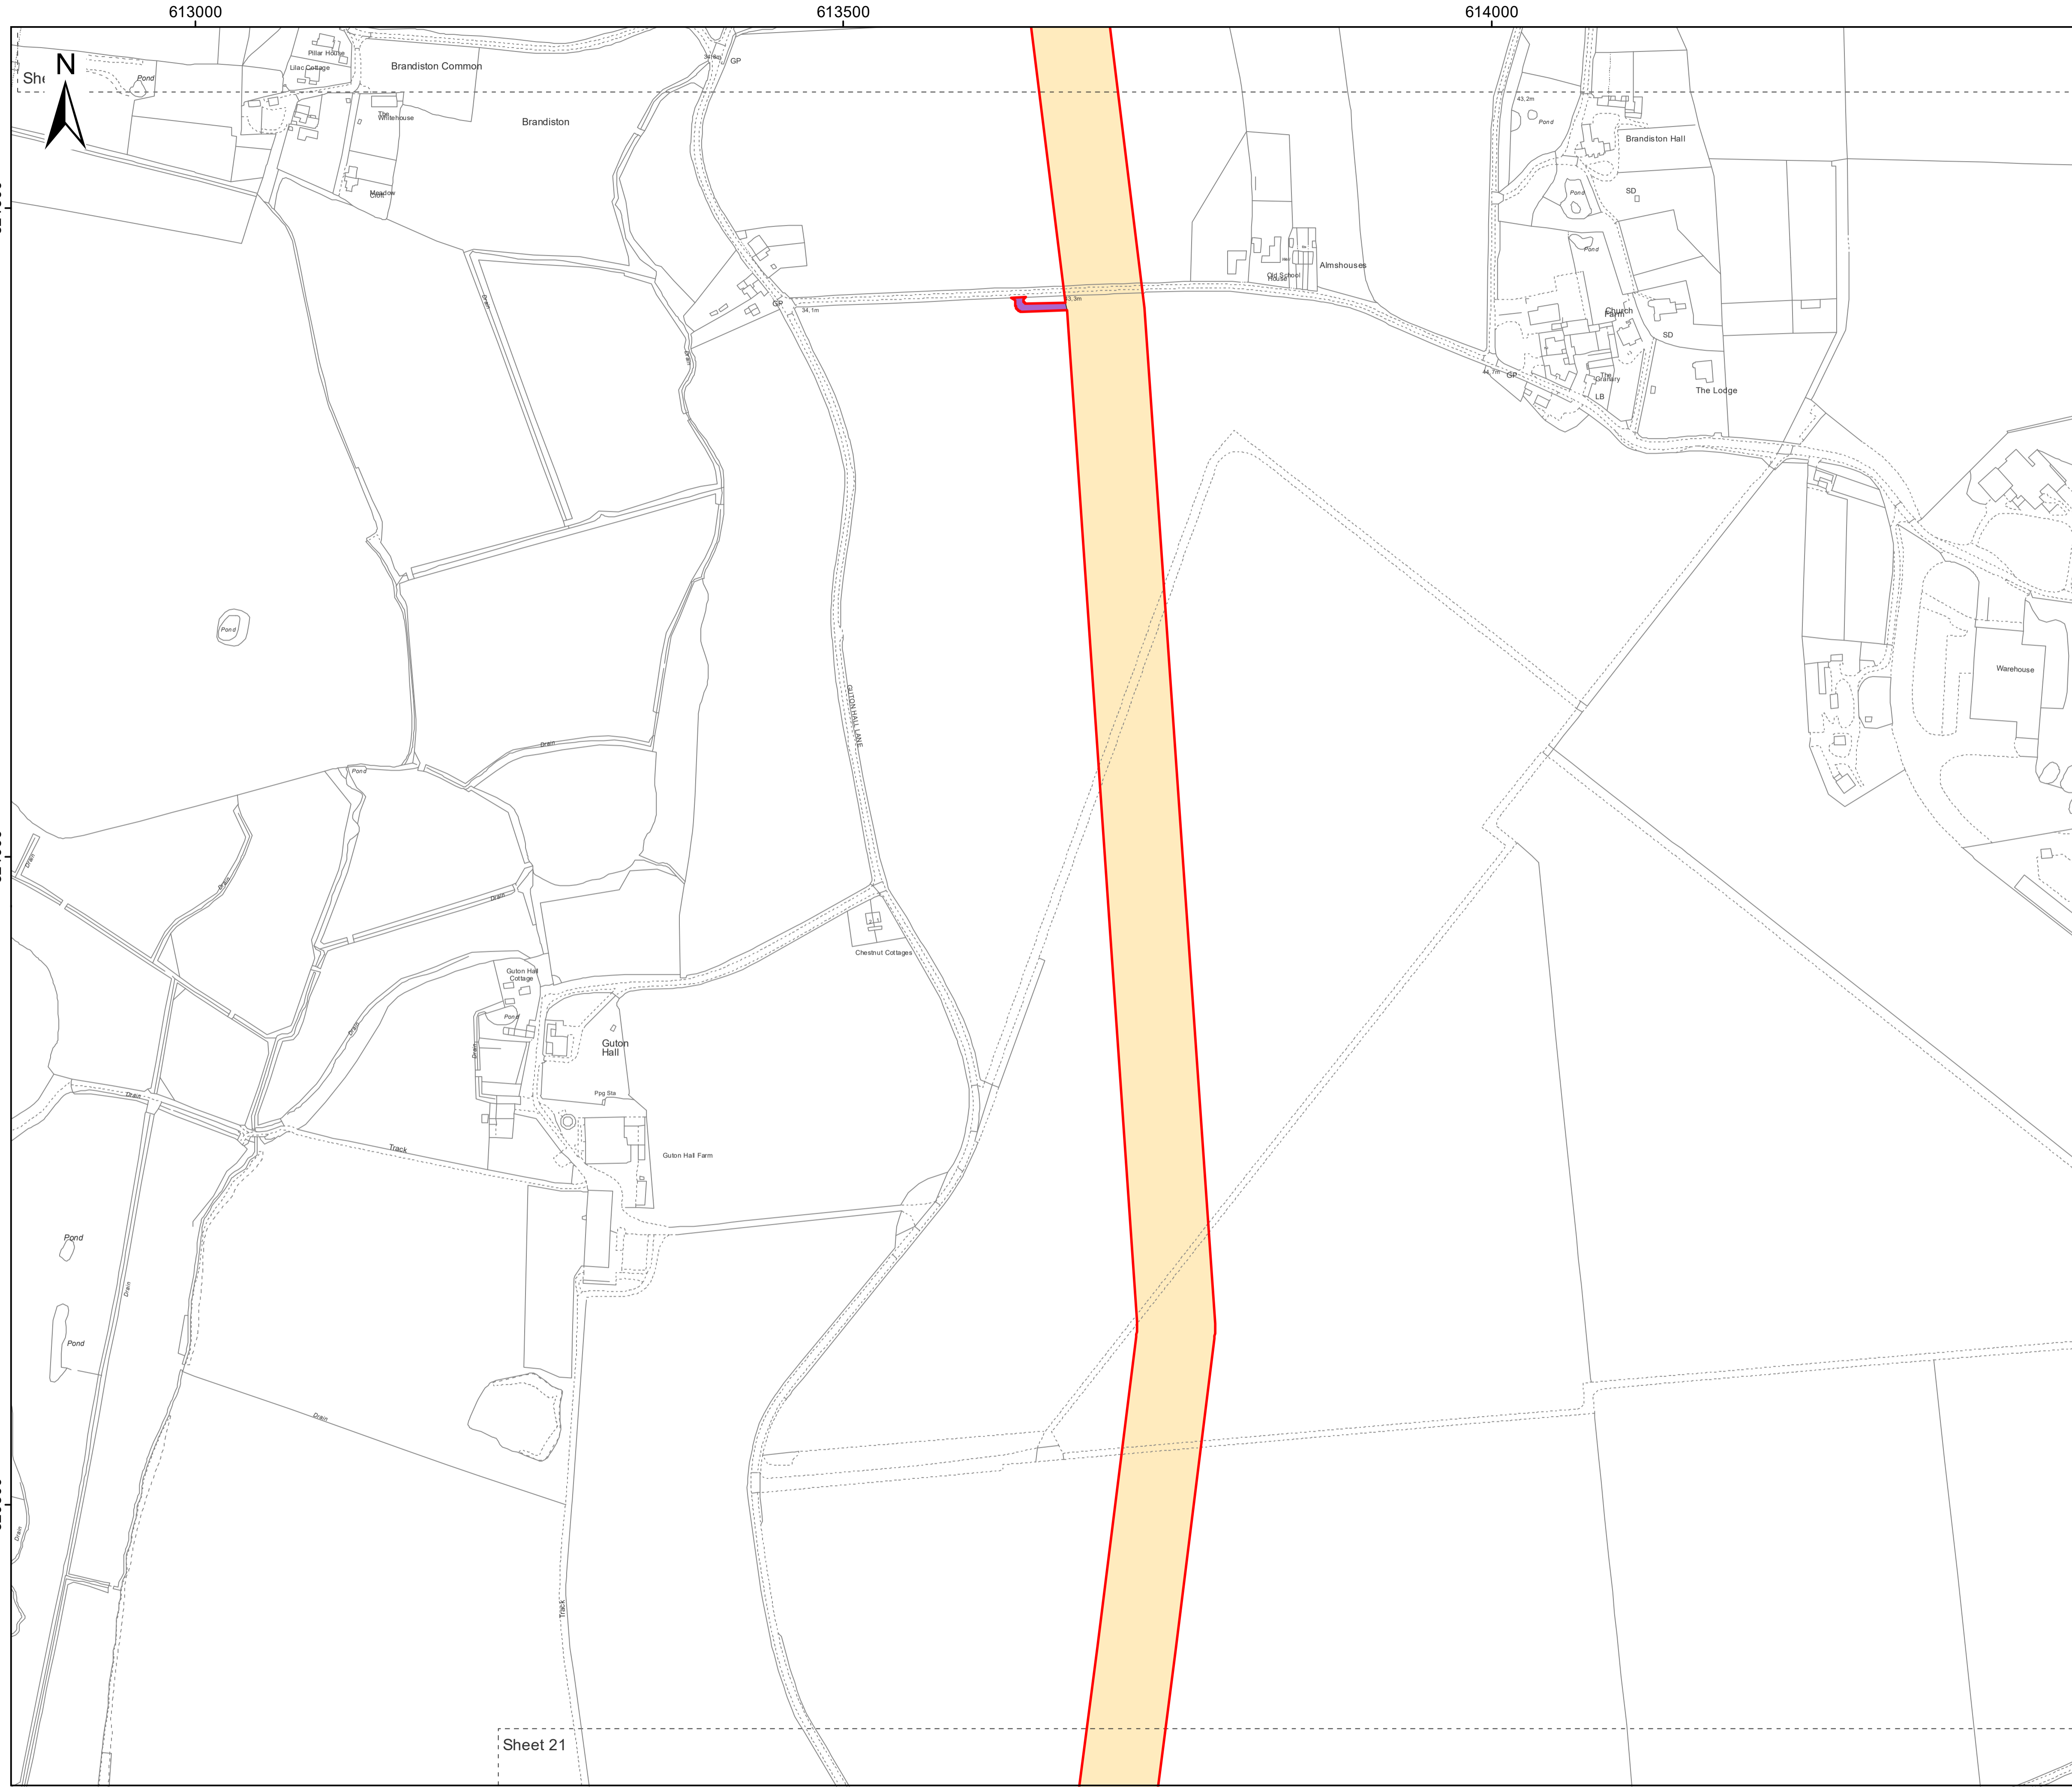 613000
613500
614000
N
She
Pillar House
Lilac Cottage
Pond
Brandiston Common
GP
The
Whitehouse
Brandiston
43.2m
Pond
Brandiston Hall
Meadow
Croft
Pond
SD
Pond
Drain
Old School
House
Almshouses
GP
34.1m
43.3m
Church
Farm
SD
Drain
44.7m
GP
The
Granary
LB
The Lodge
Pond
Warehouse
GUTON HALL LANE
Drain
Pond
Drain
Drain
Drain
Chestnut Cottages
Guton Hall
Cottage
Pond
Drain
Drain
Guton
Hall
Ppg Sta
Drain
Track
Guton Hall Farm
Pond
Drain
Pond
Drain
Drain
Track
Sheet 21